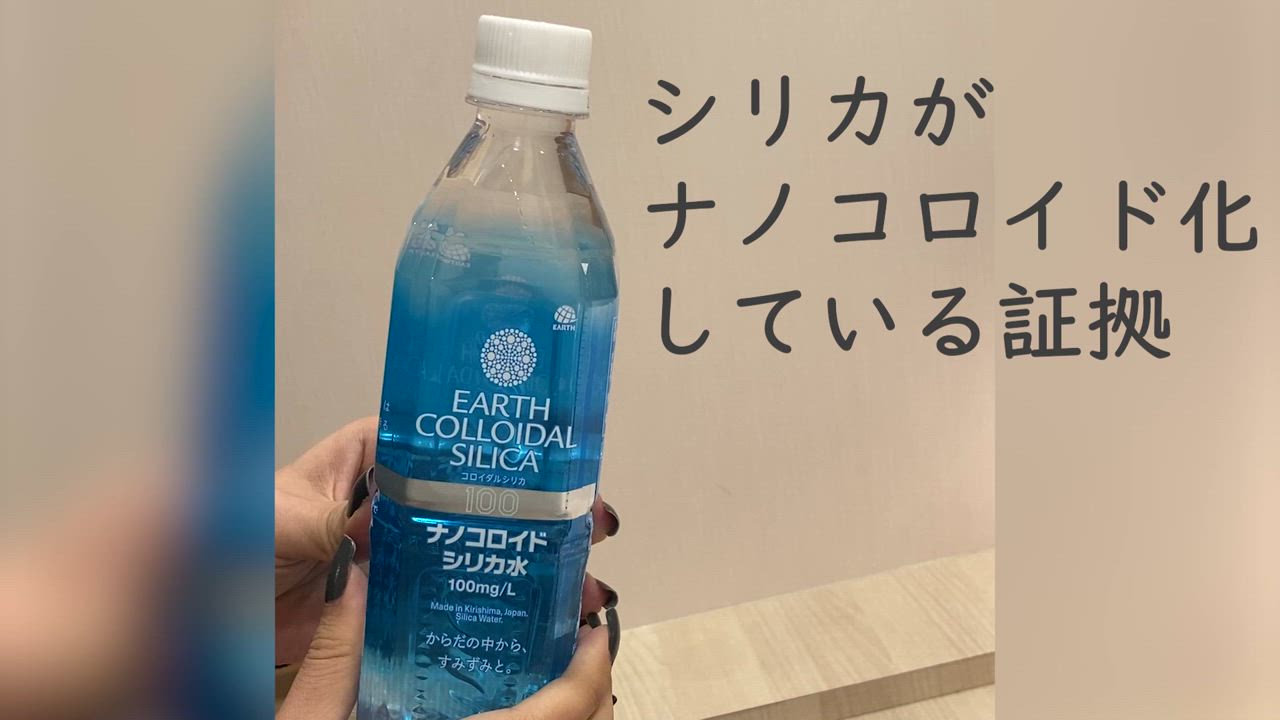 シリカが
ナノコロイド化
している証拠
EARTH
EARTH
COLLOIDAL
SILICA
コロイダルシリカ
100
ナノコロイド
シリカ水
100mg/L
Made in Kirishima, Japan.
Silica Water.
からだの中から、
すみずみと。